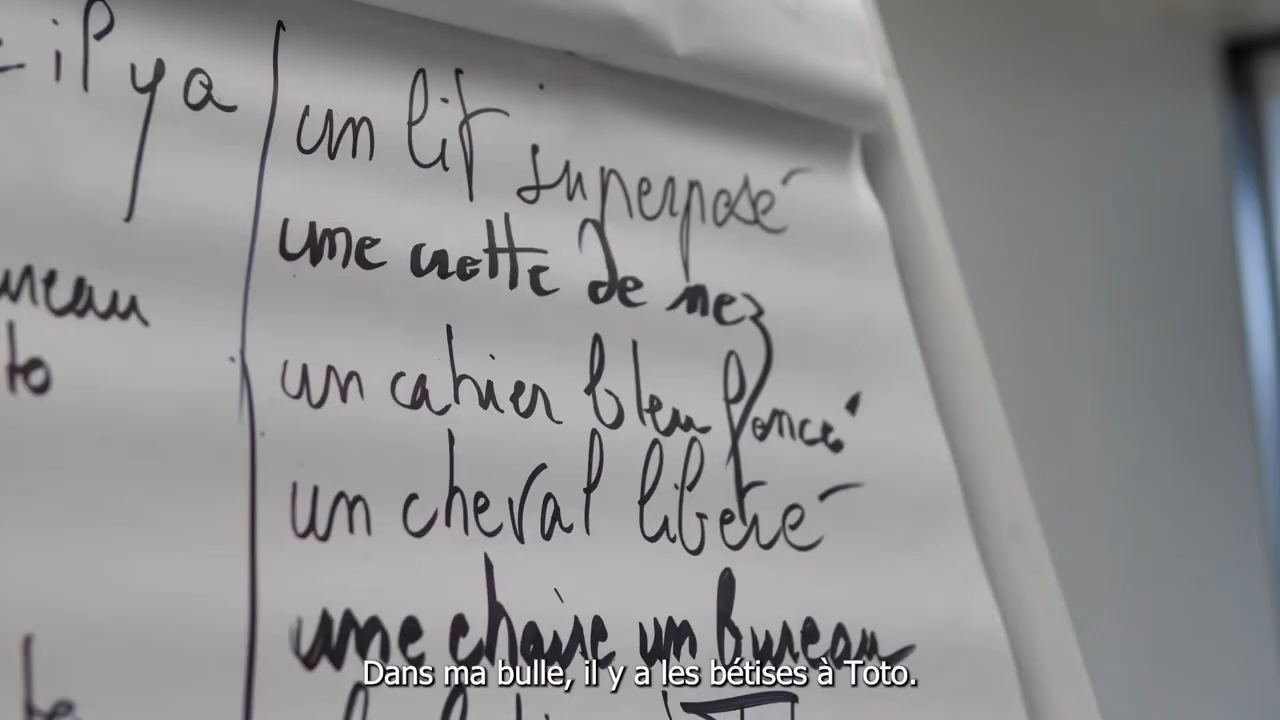 il y a
un lit superposé
une crotte de nez
un cahier bleu foncé
un cheval libéré
une chaise un bureau
Dans ma bulle, il y a les bétises à Toto.